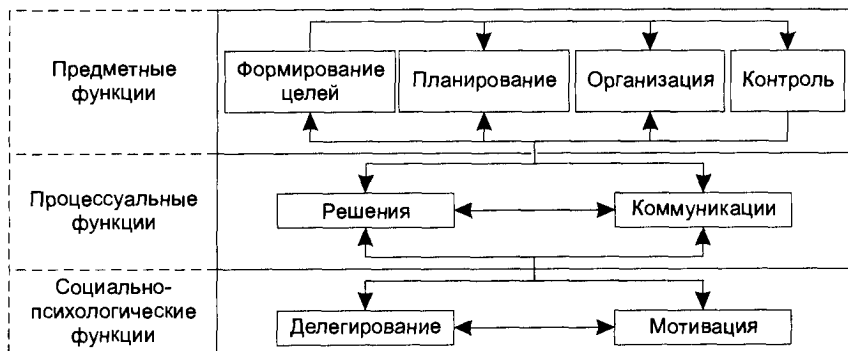 Предметные
функции
Формирование
целей
Планирование
Организация
Контроль
Процессуальные
функции
Решения
Коммуникации
Социально-
психологические
функции
Делегирование
Мотивация